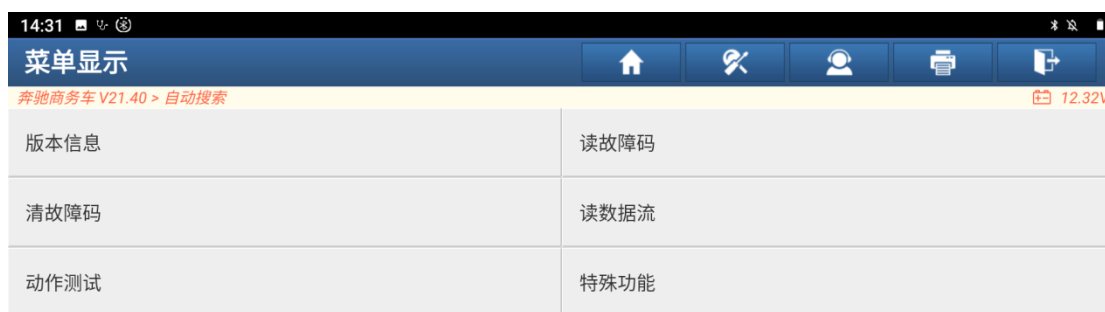 14:31
菜单显示
奔驰商务车 V21.40 > 自动搜索 12.32V
版本信息 读故障码
清故障码 读数据流
动作测试 特殊功能